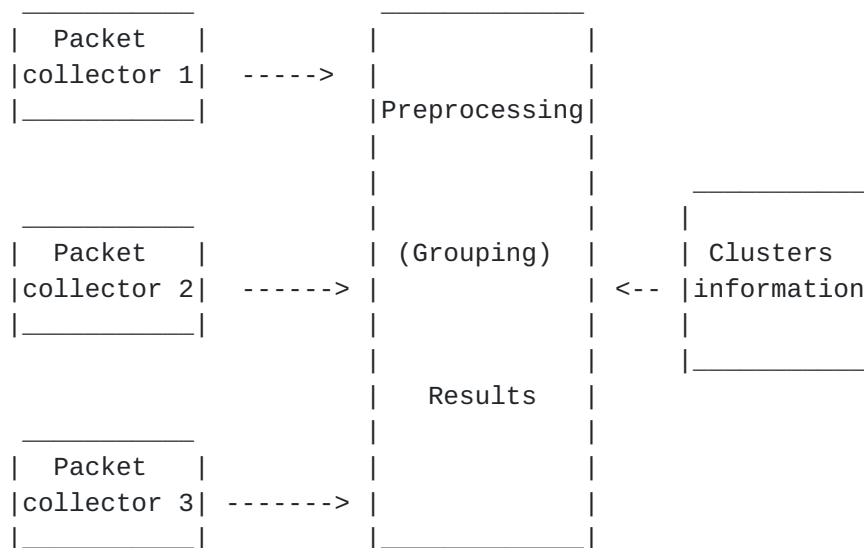 Packet
collector 1 ----->
Preprocessing
Packet (Grouping) Clusters
collector 2 ------> <-- information
Results
Packet
collector 3 ------->